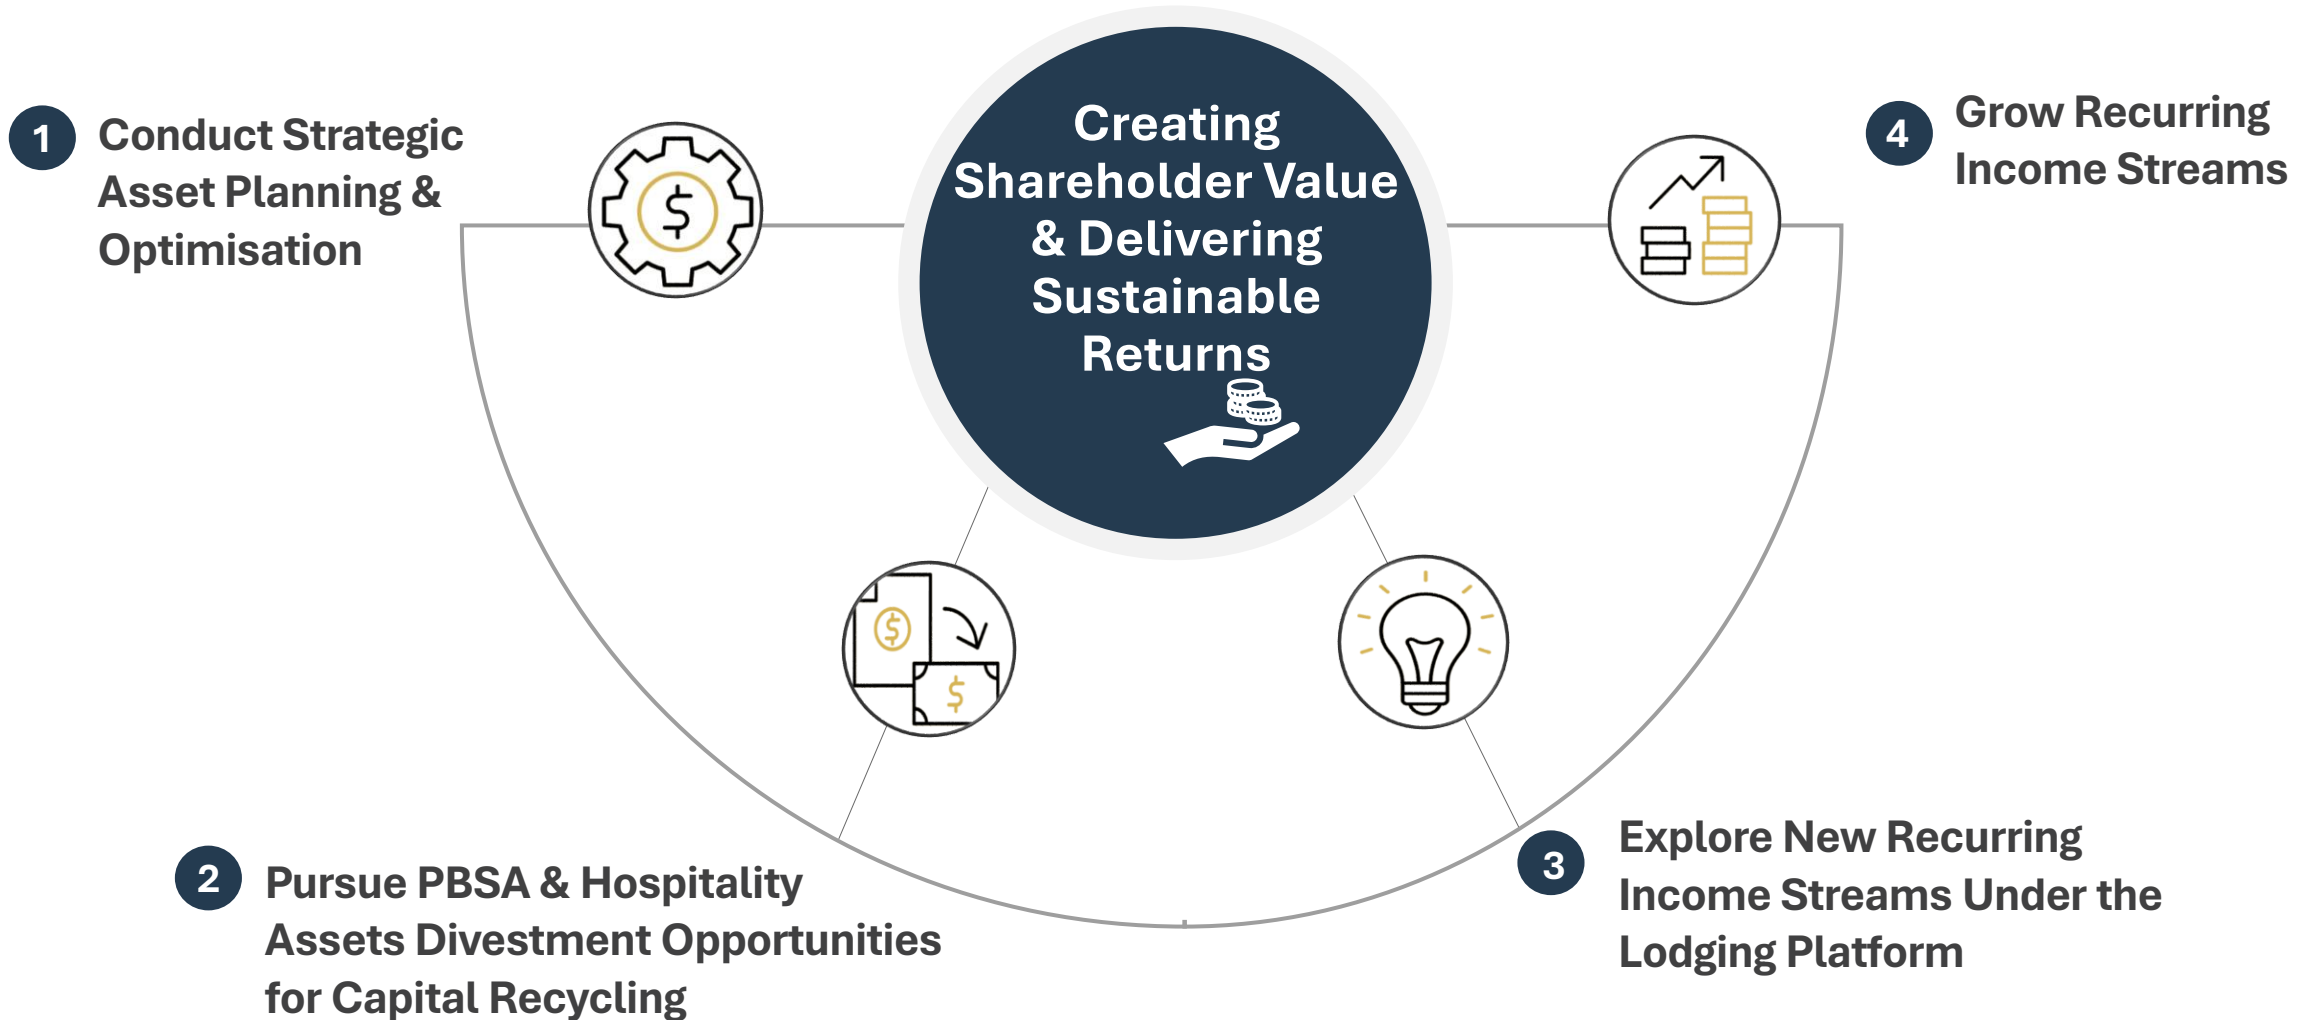 Creating
Shareholder Value
& Delivering
Sustainable
Returns
1
Conduct Strategic
Asset Planning &
Optimisation
$
2
Pursue PBSA & Hospitality
Assets Divestment Opportunities
for Capital Recycling
$
$
3
Explore New Recurring
Income Streams Under the
Lodging Platform
4
Grow Recurring
Income Streams